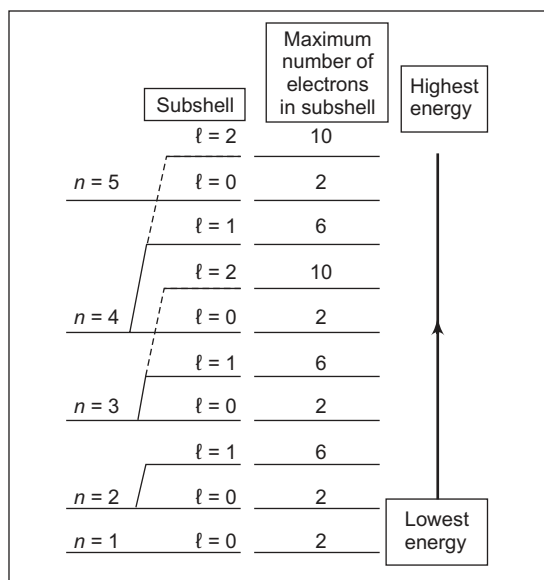 Maximum
number of
electrons
in subshell
Highest
energy
Subshell
ℓ = 2 10
n = 5 ℓ = 0 2
ℓ = 1 6
ℓ = 2 10
n = 4 ℓ = 0 2
ℓ = 1 6
n = 3 ℓ = 0 2
ℓ = 1 6
n = 2 ℓ = 0 2
n = 1 ℓ = 0 2
Lowest
energy